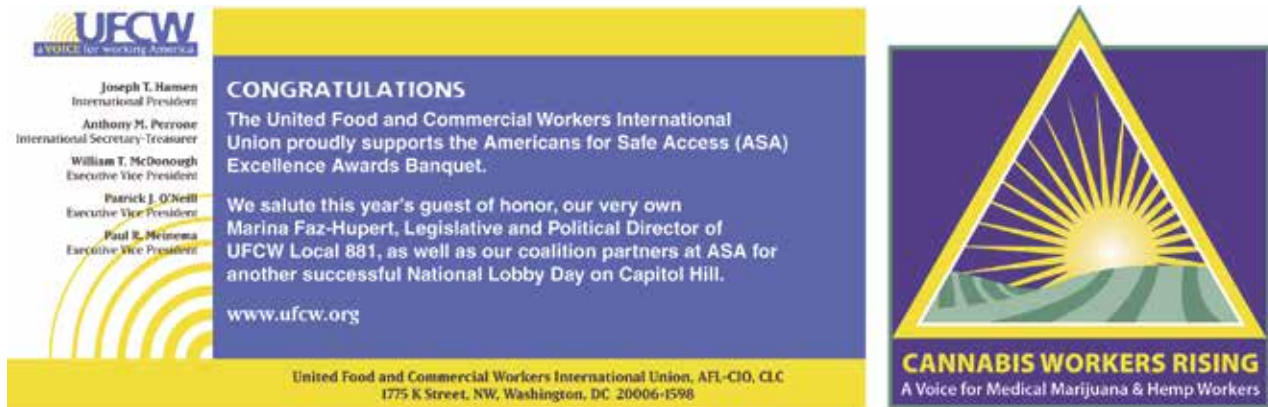 UFCW
a VOICE for working America
Joseph T. Hansen
International President
Anthony M. Perrone
International Secretary-Treasurer
William T. McDonough
Executive Vice President
Patrick J. O'Neill
Executive Vice President
Paul R. Meinema
Executive Vice President
CONGRATULATIONS
The United Food and Commercial Workers International
Union proudly supports the Americans for Safe Access (ASA)
Excellence Awards Banquet.
We salute this year's guest of honor, our very own
Marina Faz-Hupert, Legislative and Political Director of
UFCW Local 881, as well as our coalition partners at ASA for
another successful National Lobby Day on Capitol Hill.
www.ufcw.org
United Food and Commercial Workers International Union, AFL-CIO, CLC
1775 K Street, NW, Washington, DC 20006-1598
CANNABIS WORKERS RISING
A Voice for Medical Marijuana & Hemp Workers